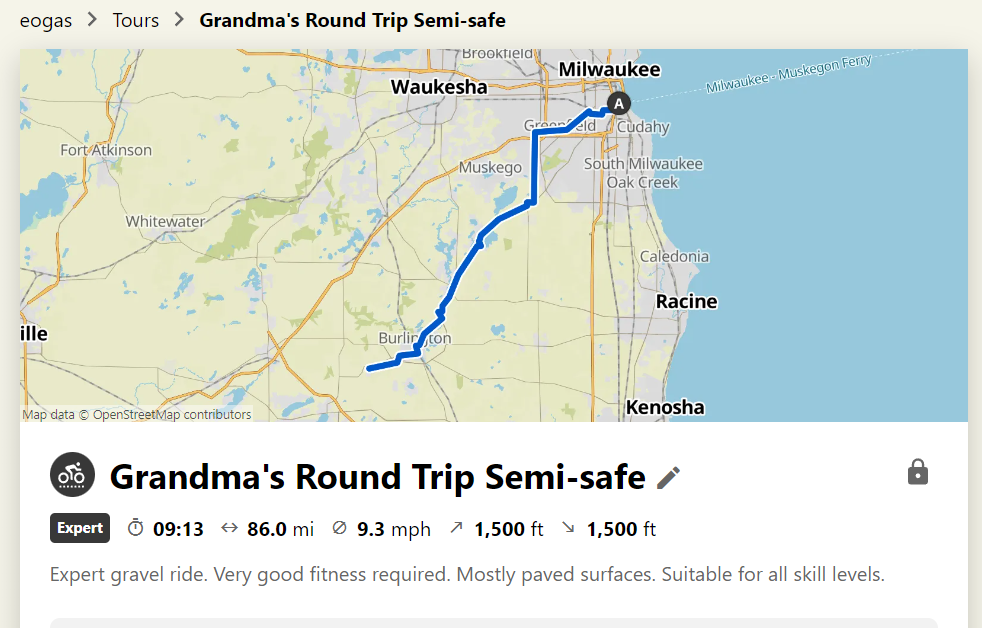 eogas > Tours > Grandma's Round Trip Semi-safe
Brookfield
Milwaukee
Milwaukee - Muskegon Ferry
Waukesha
A
Greenfield
Cudahy
Fort Atkinson
Muskego
South Milwaukee
Oak Creek
Whitewater
Caledonia
Racine
ille
Burlington
Kenosha
Map data © OpenStreetMap contributors
Grandma's Round Trip Semi-safe
Expert 09:13 86.0 mi 9.3 mph 1,500 ft 1,500 ft
Expert gravel ride. Very good fitness required. Mostly paved surfaces. Suitable for all skill levels.